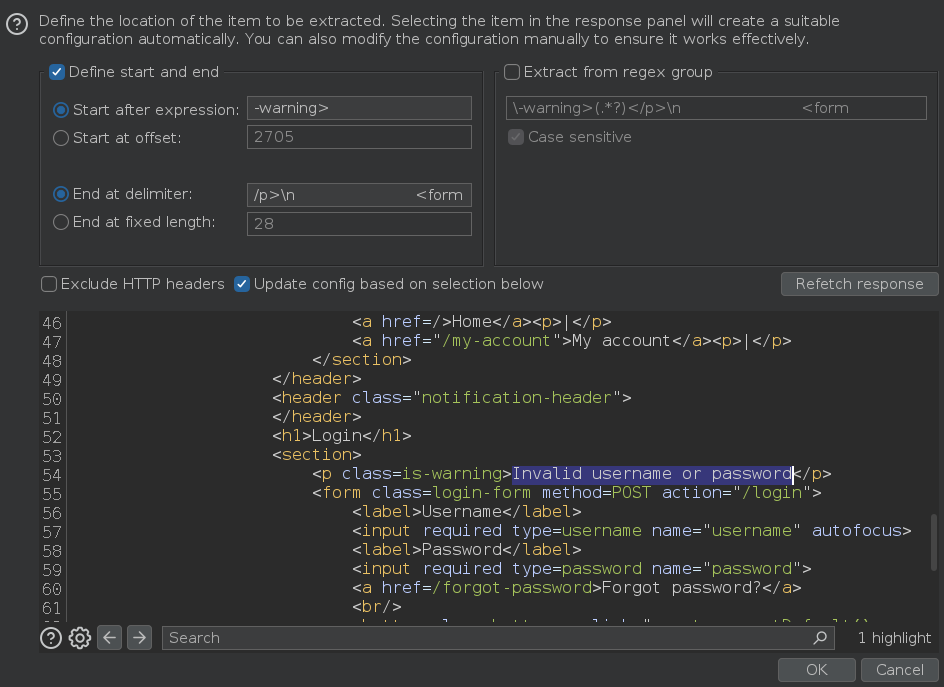 Define the location of the item to be extracted. Selecting the item in the response panel will create a suitable
configuration automatically. You can also modify the configuration manually to ensure it works effectively.
Define start and end
Extract from regex group
Start after expression: -warning>
\-warning>(.*?)</p>\n <form
Start at offset: 2705
Case sensitive
End at delimiter: /p>\n <form
End at fixed length: 28
Exclude HTTP headers Update config based on selection below Refetch response
46 <a href=/>Home</a><p>|</p>
47 <a href="/my-account">My account</a><p>|</p>
48 </section>
49 </header>
50 <header class="notification-header">
51 </header>
52 <h1>Login</h1>
53 <section>
54 <p class=is-warning>Invalid username or password</p>
55 <form class=login-form method=POST action="/login">
56 <label>Username</label>
57 <input required type=username name="username" autofocus>
58 <label>Password</label>
59 <input required type=password name="password">
60 <a href=/forgot-password>Forgot password?</a>
61 <br/>
Search 1 highlight
OK Cancel